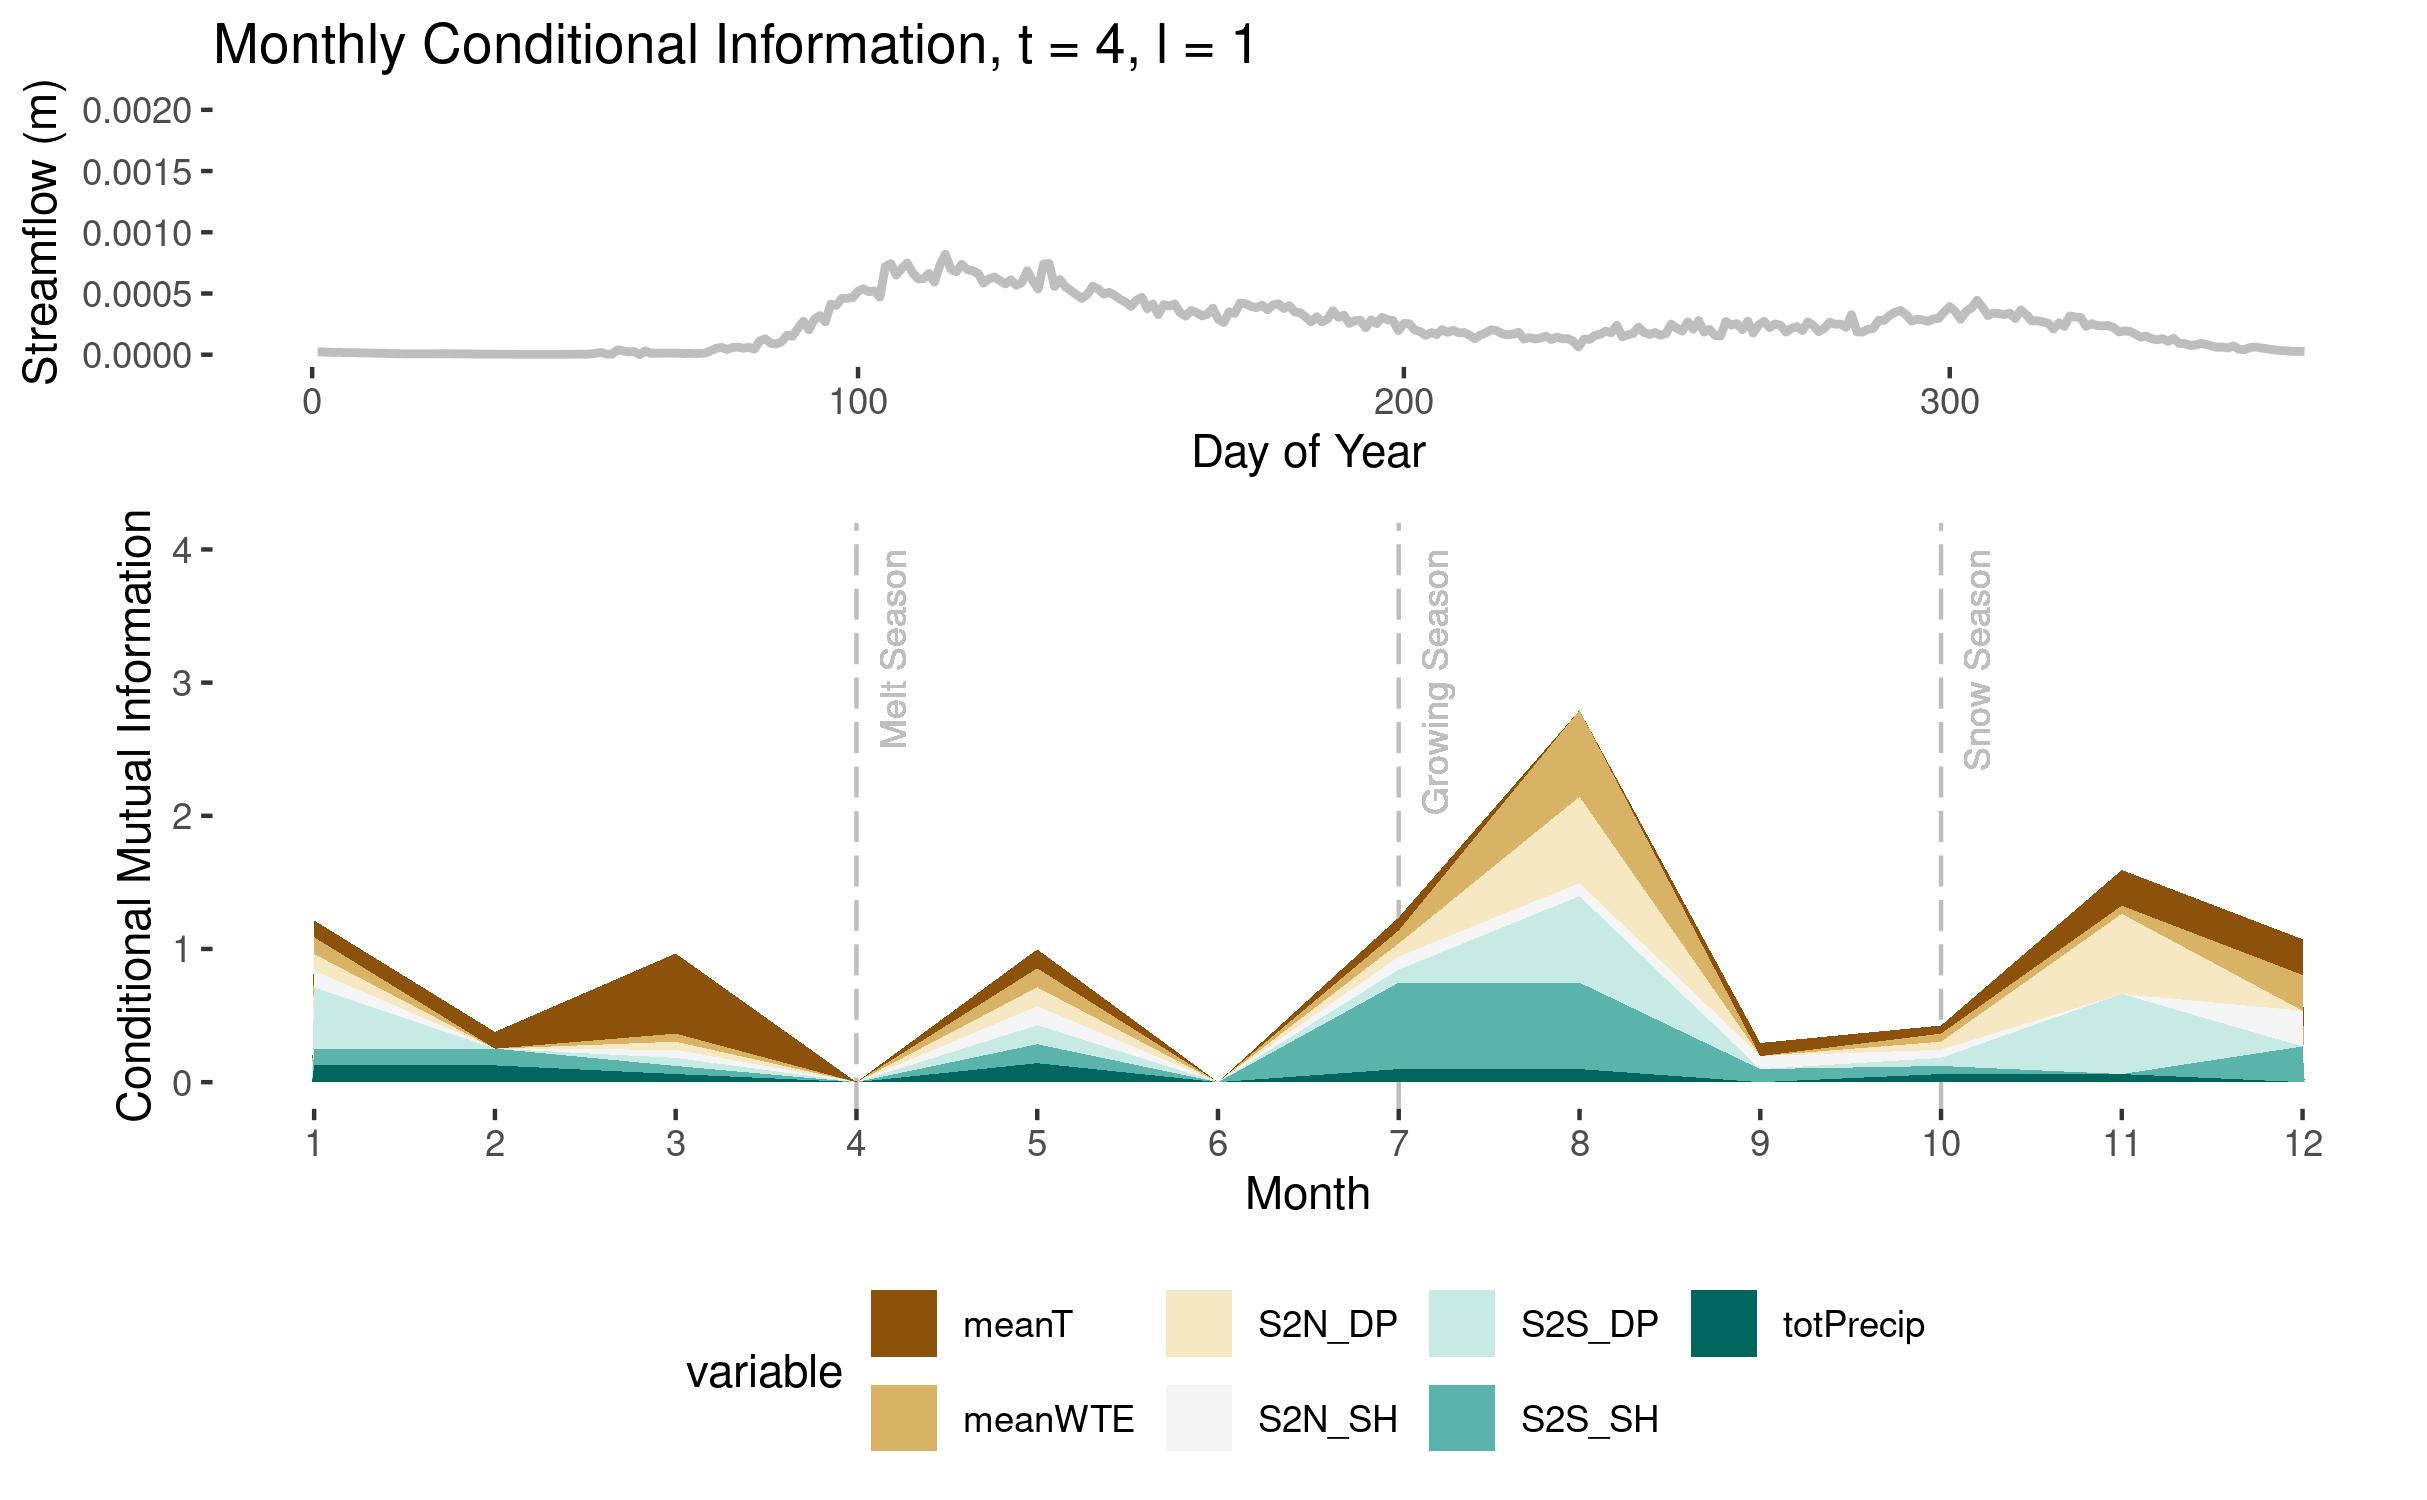 Monthly Conditional Information, t = 4, l = 1
Streamflow (m)
0.0020
0.0015
0.0010
0.0005
0.0000
0 100 200 300
Day of Year
Conditional Mutual Information
4
3
2
1
0
Melt Season
Growing Season
Snow Season
1 2 3 4 5 6 7 8 9 10 11 12
Month
variable
meanT S2N_DP S2S_DP totPrecip
meanWTE S2N_SH S2S_SH